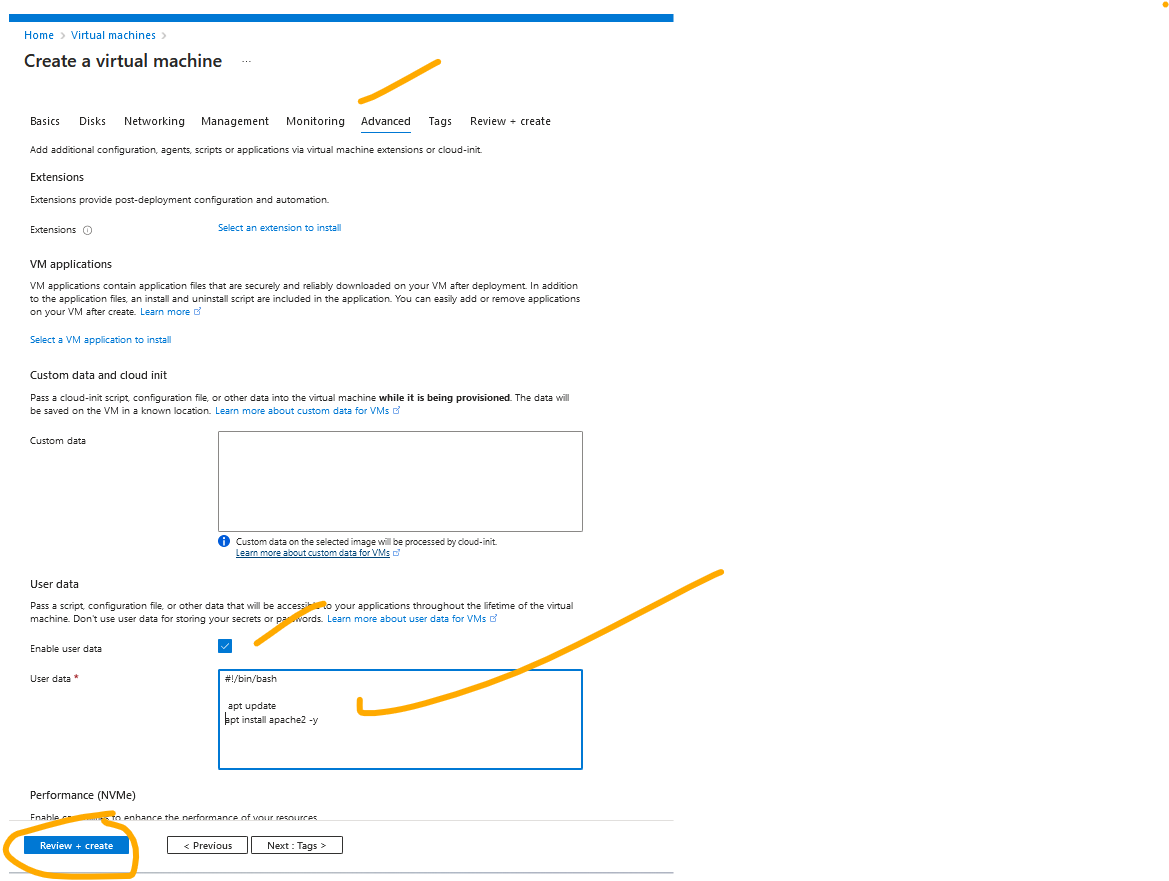 Home > Virtual machines >
Create a virtual machine ...
Basics Disks Networking Management Monitoring Advanced Tags Review + create
Add additional configuration, agents, scripts or applications via virtual machine extensions or cloud-init.
Extensions
Extensions provide post-deployment configuration and automation.
Extensions Select an extension to install
VM applications
VM applications contain application files that are securely and reliably downloaded on your VM after deployment. In addition
to the application files, an install and uninstall script are included in the application. You can easily add or remove applications
on your VM after create. Learn more
Select a VM application to install
Custom data and cloud init
Pass a cloud-init script, configuration file, or other data into the virtual machine while it is being provisioned. The data will
be saved on the VM in a known location. Learn more about custom data for VMs
Custom data
Custom data on the selected image will be processed by cloud-init.
Learn more about custom data for VMs
User data
Pass a script, configuration file, or other data that will be accessible to your applications throughout the lifetime of the virtual
machine. Don't use user data for storing your secrets or passwords. Learn more about user data for VMs
Enable user data
User data *
#!/bin/bash
apt update
apt install apache2 -y
Performance (NVMe)
Enable capabilities to enhance the performance of your resources.
Review + create < Previous Next : Tags >